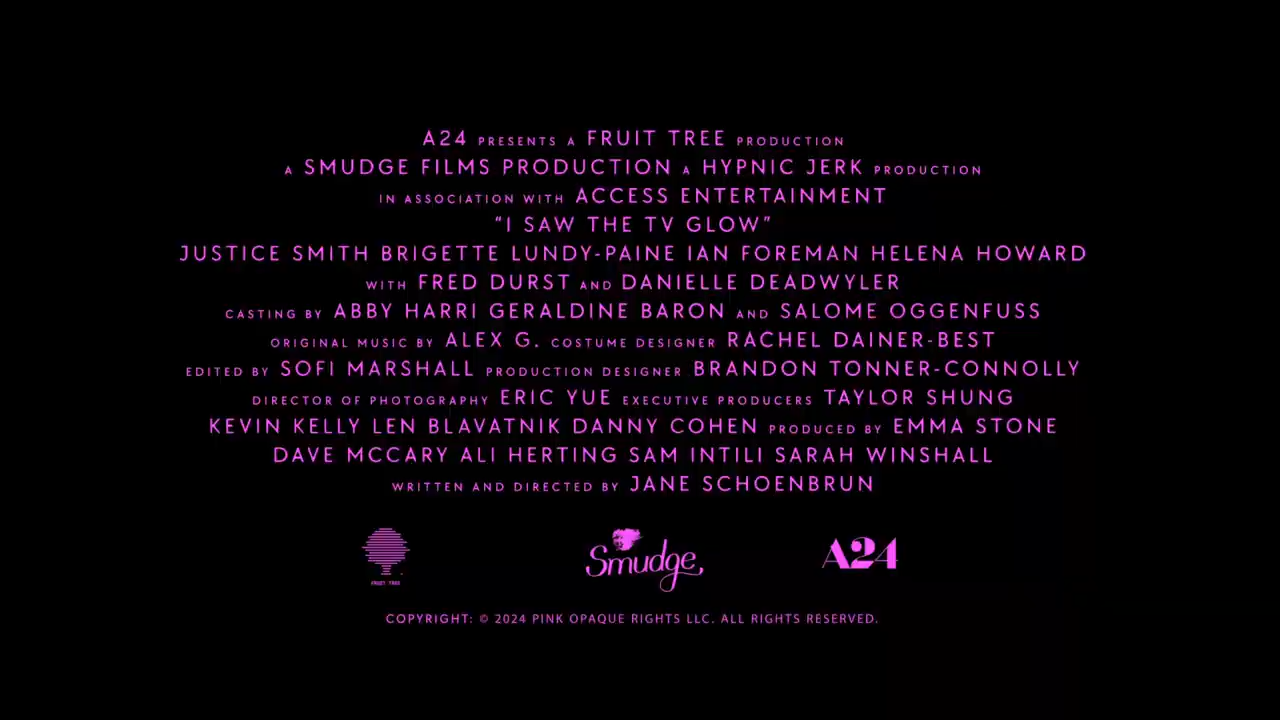 A24 PRESENTS A FRUIT TREE PRODUCTION
A SMUDGE FILMS PRODUCTION A HYPNIC JERK PRODUCTION
IN ASSOCIATION WITH ACCESS ENTERTAINMENT
“I SAW THE TV GLOW”
JUSTICE SMITH BRIGETTE LUNDY-PAINE IAN FOREMAN HELENA HOWARD
WITH FRED DURST AND DANIELLE DEADWYLER
CASTING BY ABBY HARRI GERALDINE BARON AND SALOME OGGENFUSS
ORIGINAL MUSIC BY ALEX G. COSTUME DESIGNER RACHEL DAINER-BEST
EDITED BY SOFI MARSHALL PRODUCTION DESIGNER BRANDON TONNER-CONNOLLY
DIRECTOR OF PHOTOGRAPHY ERIC YUE EXECUTIVE PRODUCERS TAYLOR SHUNG
KEVIN KELLY LEN BLAVATNIK DANNY COHEN PRODUCED BY EMMA STONE
DAVE MCCARY ALI HERTING SAM INTILI SARAH WINSHALL
WRITTEN AND DIRECTED BY JANE SCHOENBRUN
FRUIT TREE
Smudge
A24
COPYRIGHT: © 2024 PINK OPAQUE RIGHTS LLC. ALL RIGHTS RESERVED.